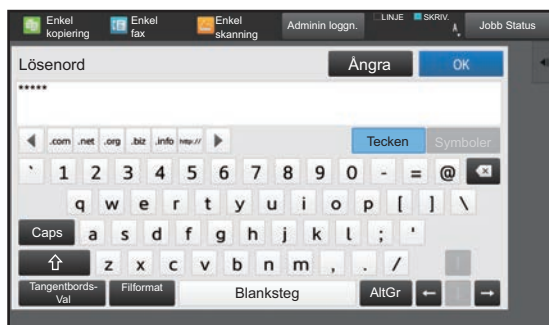 Enkel kopiering
Enkel fax
Enkel skanning
Adminin loggn.
LINJE
SKRIV.
Jobb Status
Lösenord
Ångra
OK
*****
.com .net .org .biz .info http://
Tecken
Symboler
` 1 2 3 4 5 6 7 8 9 0 - = @
q w e r t y u i o p [ ] \
Caps a s d f g h j k l ; '
z x c v b n m , . /
Tangentbords-
Val
Filformat
Blanksteg
AltGr